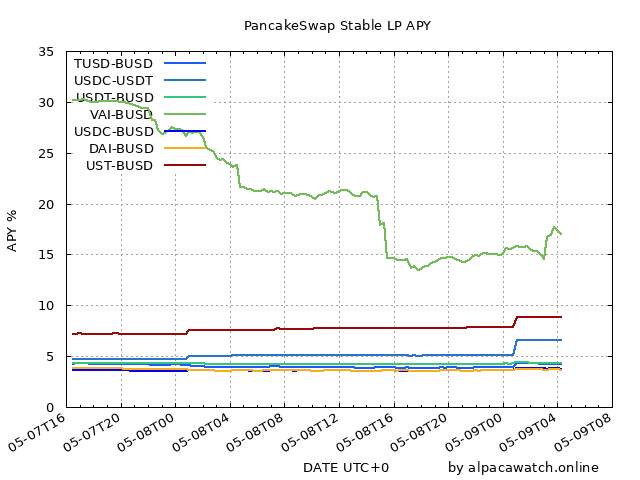 PancakeSwap Stable LP APY
35
30
25
20
15
10
5
0
APY %
TUSD-BUSD
USDC-USDT
USDT-BUSD
VAI-BUSD
USDC-BUSD
DAI-BUSD
UST-BUSD
05-07T16
05-07T20
05-08T00
05-08T04
05-08T08
05-08T12
05-08T16
05-08T20
05-09T00
05-09T04
05-09T08
DATE UTC+0
by alpacawatch.online